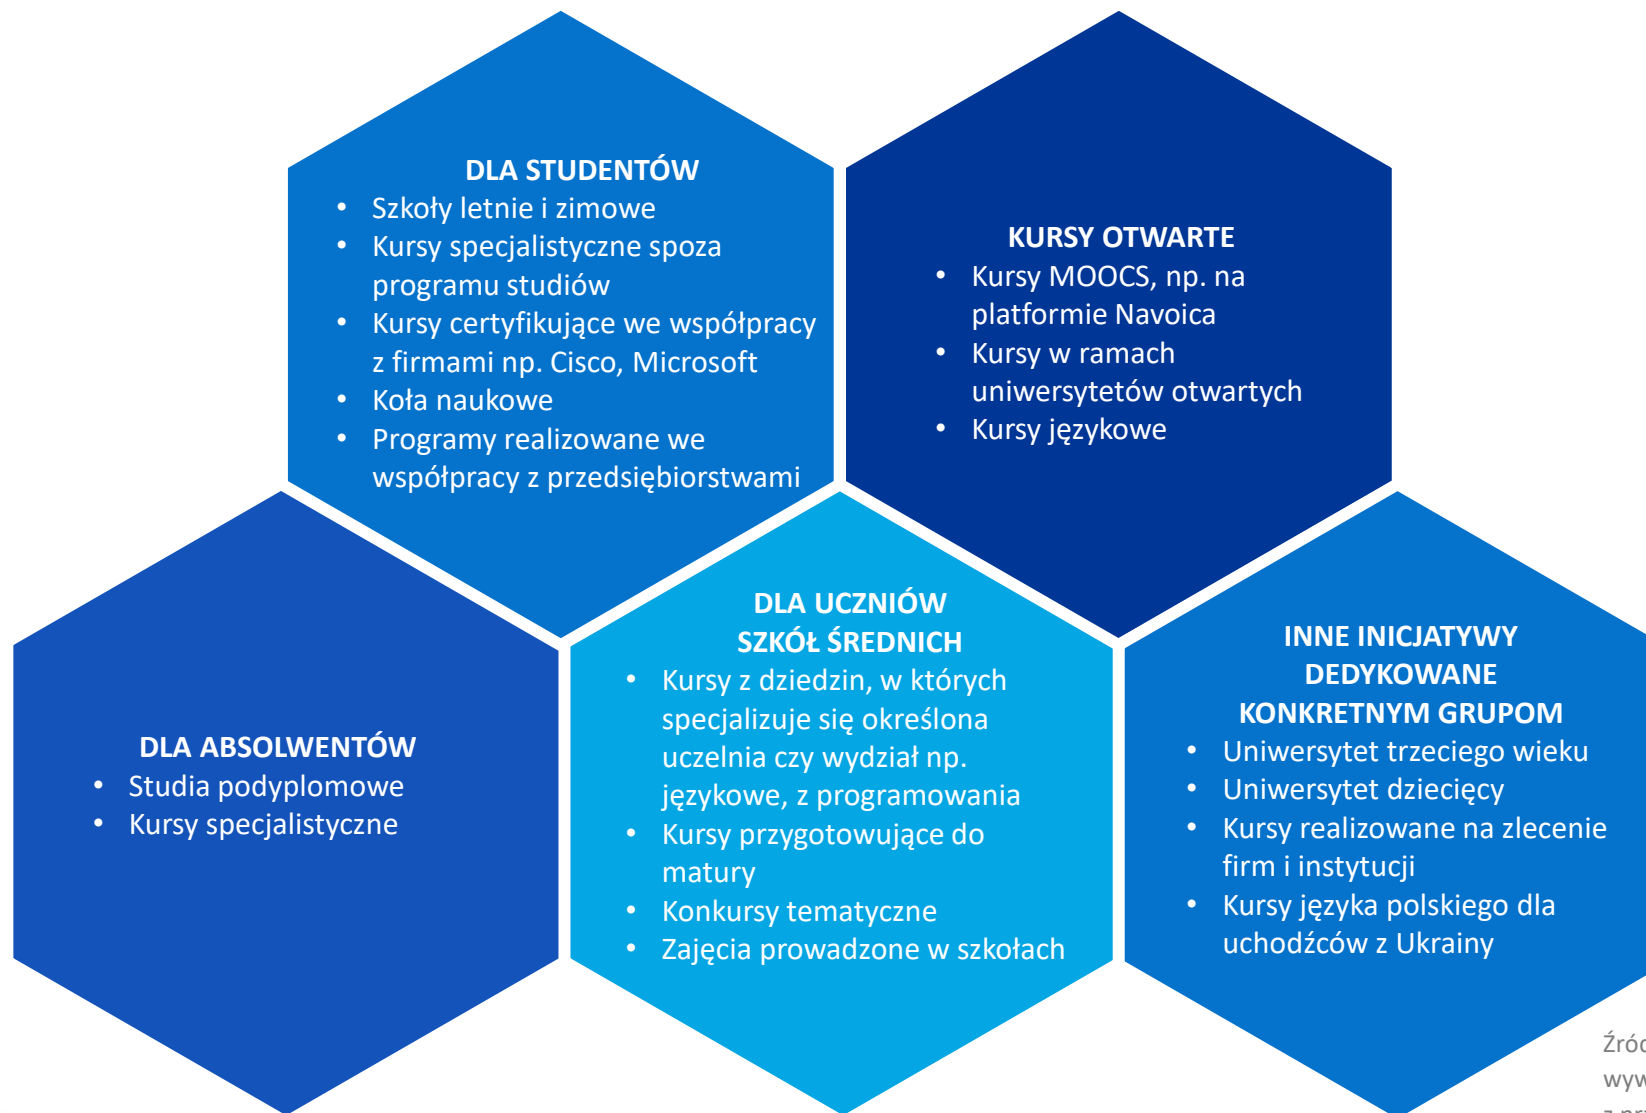 DLA STUDENTÓW
• Szkoły letnie i zimowe
• Kursy specjalistyczne spoza
programu studiów
• Kursy certyfikujące we współpracy
z firmami np. Cisco, Microsoft
• Koła naukowe
• Programy realizowane we
współpracy z przedsiębiorstwami
KURSY OTWARTE
• Kursy MOOCS, np. na
platformie Navoica
• Kursy w ramach
uniwersytetów otwartych
• Kursy językowe
DLA ABSOLWENTÓW
• Studia podyplomowe
• Kursy specjalistyczne
DLA UCZNIÓW
SZKÓŁ ŚREDNICH
• Kursy z dziedzin, w których
specjalizuje się określona
uczelnia czy wydział np.
językowe, z programowania
• Kursy przygotowujące do
matury
• Konkursy tematyczne
• Zajęcia prowadzone w szkołach
INNE INICJATYWY
DEDYKOWANE
KONKRETNYM GRUPOM
• Uniwersytet trzeciego wieku
• Uniwersytet dziecięcy
• Kursy realizowane na zlecenie
firm i instytucji
• Kursy języka polskiego dla
uchodźców z Ukrainy